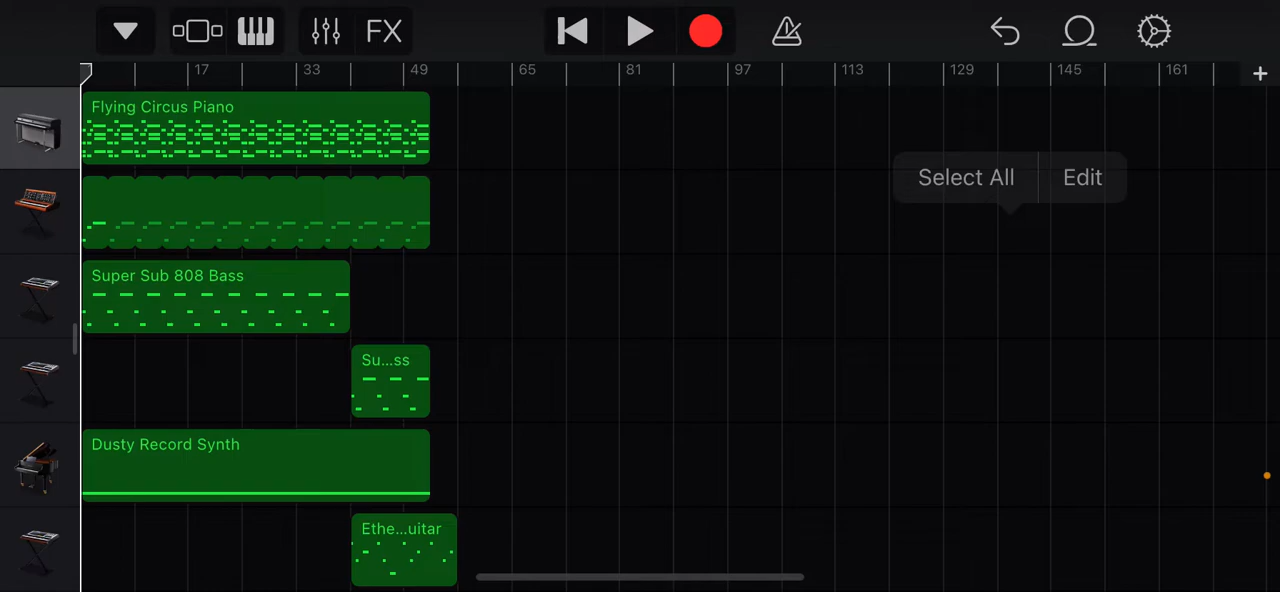 FX
17 33 49 65 81 97 113 129 145 161 +
Flying Circus Piano
Select All Edit
Super Sub 808 Bass
Su...ss
Dusty Record Synth
Ethe...uitar